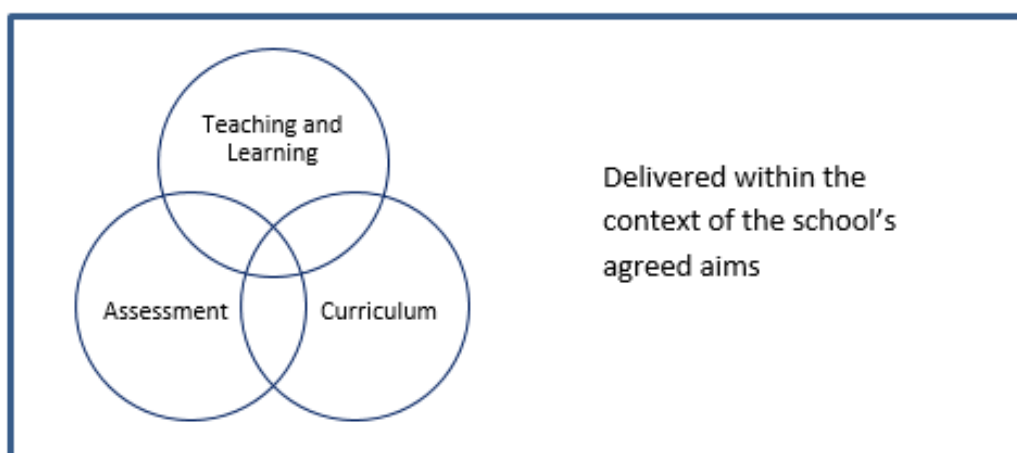 Teaching and
Learning
Assessment
Curriculum
Delivered within the
context of the school’s
agreed aims